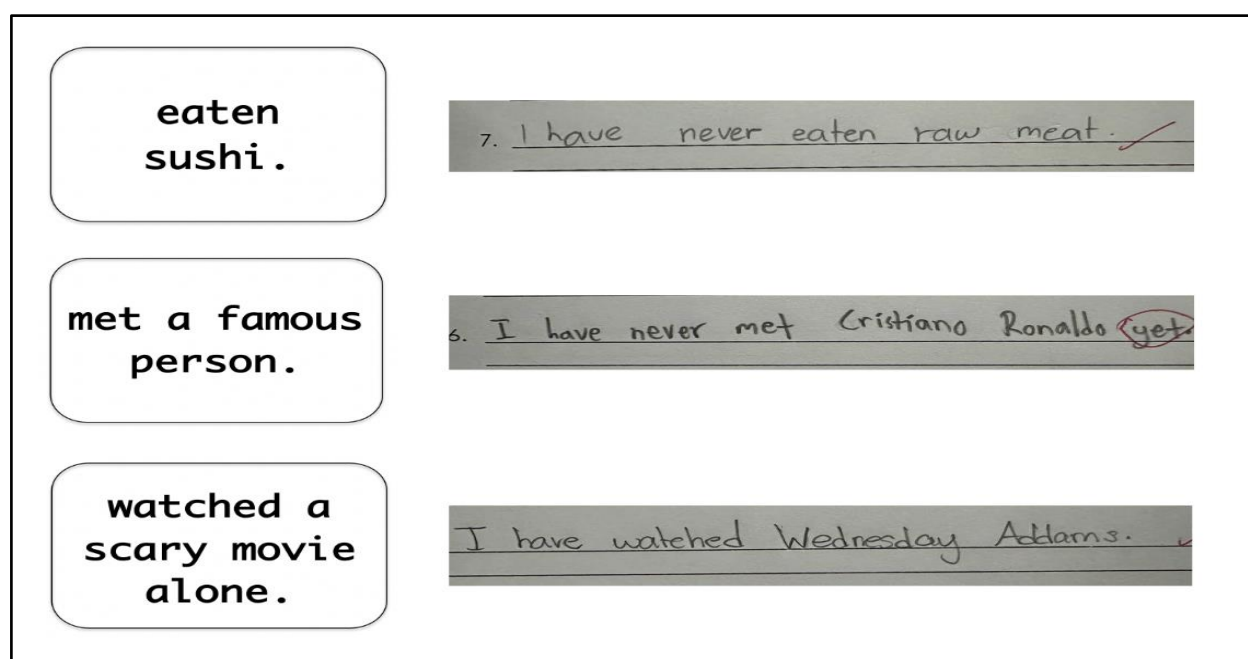 eaten
sushi.
7. I have never eaten raw meat.
met a famous
person.
6. I have never met Cristiano Ronaldo yet.
watched a
scary movie
alone.
I have watched Wednesday Addams.